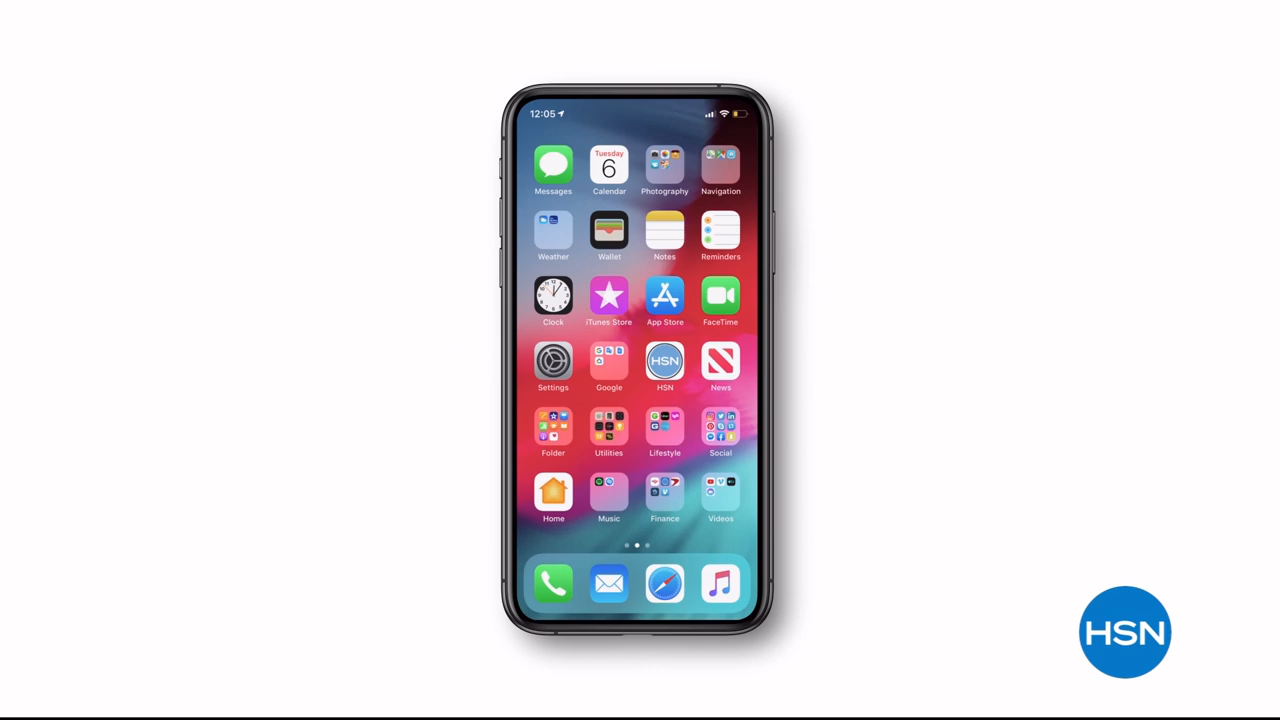 12:05
Tuesday
6
Messages Calendar Photography Navigation
Weather Wallet Notes Reminders
12
Clock iTunes Store App Store FaceTime
HSN
Settings Google HSN News
Folder Utilities Lifestyle Social
Home Music Finance Videos
HSN